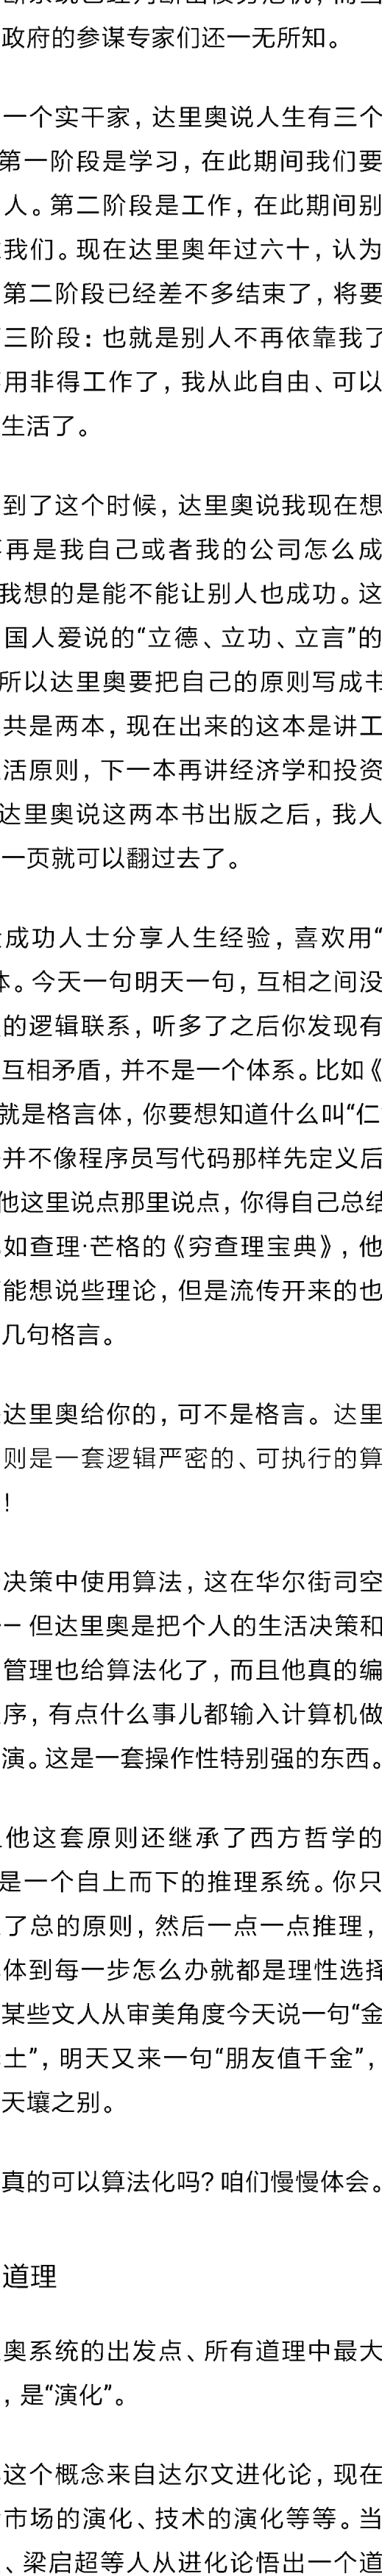 政府的参谋专家们还一无所知。
一个实干家，达里奥说人生有三个
第一阶段是学习，在此期间我们要
人。第二阶段是工作，在此期间别
我们。现在达里奥年过六十，认为
第二阶段已经差不多结束了，将要
三阶段：也就是别人不再依靠我了
用非得工作了，我从此自由、可以
生活了。
到了这个时候，达里奥说我现在想
再是我自己或者我的公司怎么成
我想的是能不能让别人也成功。这
国人爱说的“立德、立功、立言”的
所以达里奥要把自己的原则写成书
共是两本，现在出来的这本是讲工
活原则，下一本再讲经济学和投资
达里奥说这两本书出版之后，我人
一页就可以翻过去了。
成功人士分享人生经验，喜欢用“
体。今天一句明天一句，互相之间没
的逻辑联系，听多了之后你发现有
互相矛盾，并不是一个体系。比如《
就是格言体，你要想知道什么叫“仁
并不像程序员写代码那样先定义后
他这里说点那里说点，你得自己总结
如查理·芒格的《穷查理宝典》，他
能想说些理论，但是流传开来的也
几句格言。
达里奥给你的，可不是格言。达里
则是一套逻辑严密的、可执行的算
！
决策中使用算法，这在华尔街司空
— 但达里奥是把个人的生活决策和
管理也给算法化了，而且他真的编
序，有点什么事儿都输入计算机做
演。这是一套操作性特别强的东西。
他这套原则还继承了西方哲学的
是一个自上而下的推理系统。你只
了总的原则，然后一点一点推理，
体到每一步怎么办就都是理性选择
某些文人从审美角度今天说一句“金
土”，明天又来一句“朋友值千金”，
天壤之别。
真的可以算法化吗？咱们慢慢体会。
道理
奥系统的出发点、所有道理中最大
，是“演化”。
这个概念来自达尔文进化论，现在
市场的演化、技术的演化等等。当
、梁启超等人从进化论悟出一个道